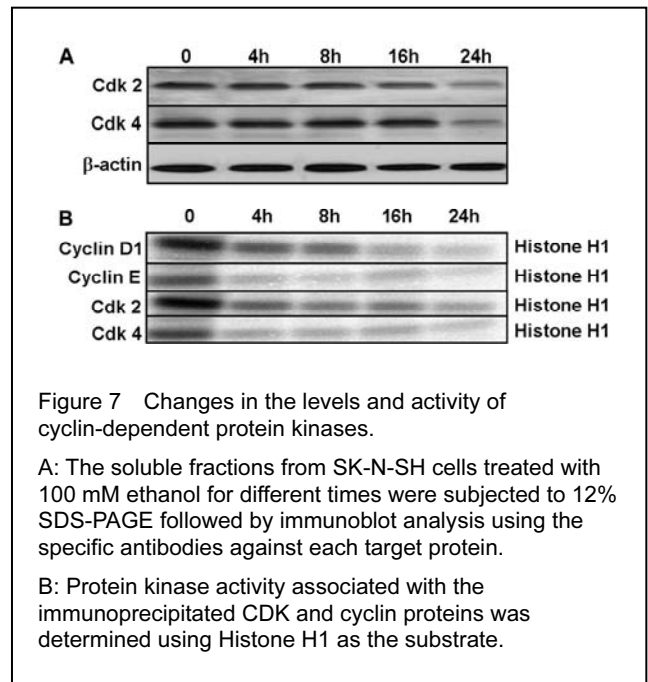 A 0 4h 8h 16h 24h
Cdk 2
Cdk 4
β-actin
B 0 4h 8h 16h 24h
Cyclin D1 Histone H1
Cyclin E Histone H1
Cdk 2 Histone H1
Cdk 4 Histone H1
Figure 7 Changes in the levels and activity of
cyclin-dependent protein kinases.
A: The soluble fractions from SK-N-SH cells treated with
100 mM ethanol for different times were subjected to 12%
SDS-PAGE followed by immunoblot analysis using the
specific antibodies against each target protein.
B: Protein kinase activity associated with the
immunoprecipitated CDK and cyclin proteins was
determined using Histone H1 as the substrate.